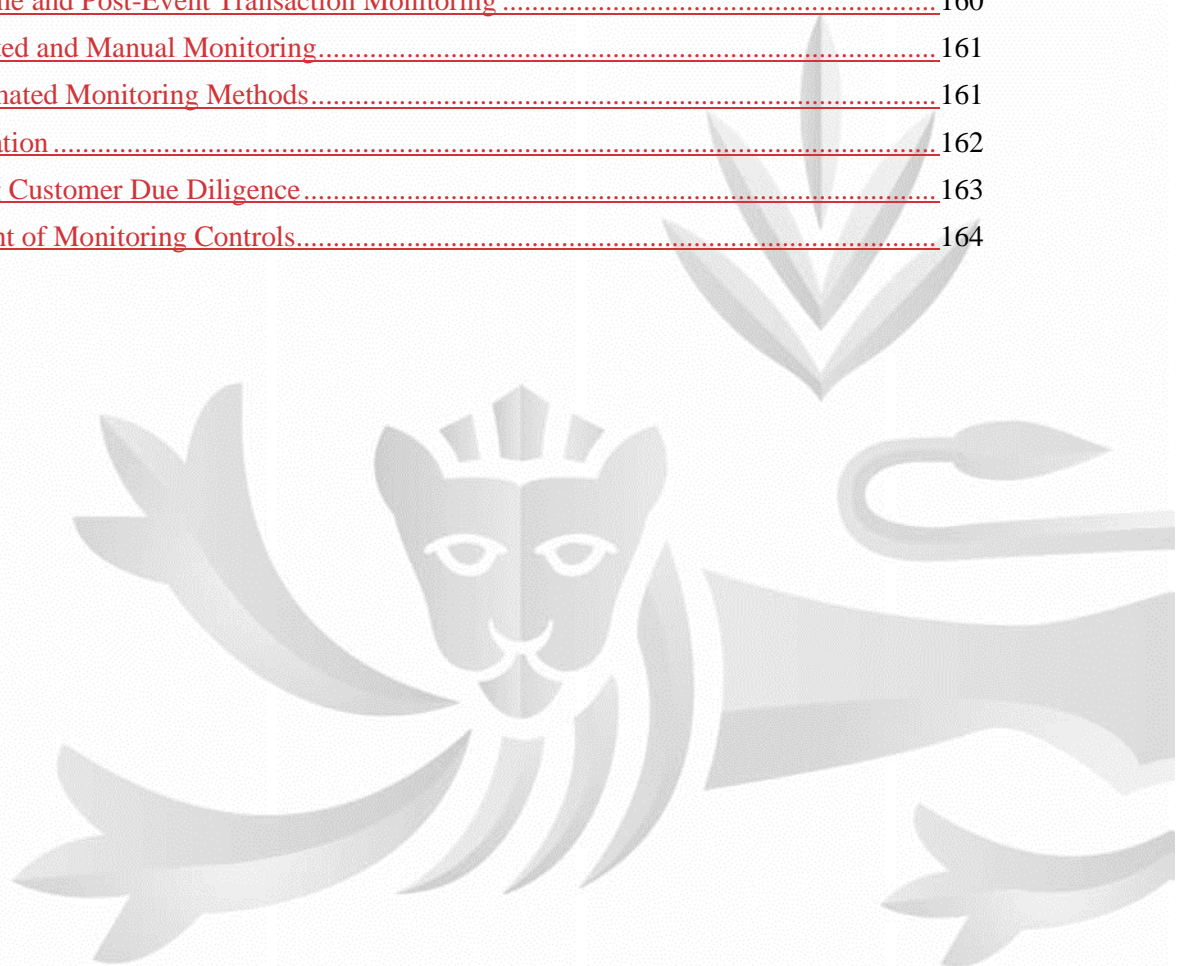 ne and Post-Event Transaction Monitoring ............................................................ 160
ted and Manual Monitoring..................................................................................... 161
nated Monitoring Methods...................................................................................... 161
ation ........................................................................................................................ 162
g Customer Due Diligence....................................................................................... 163
nt of Monitoring Controls........................................................................................ 164